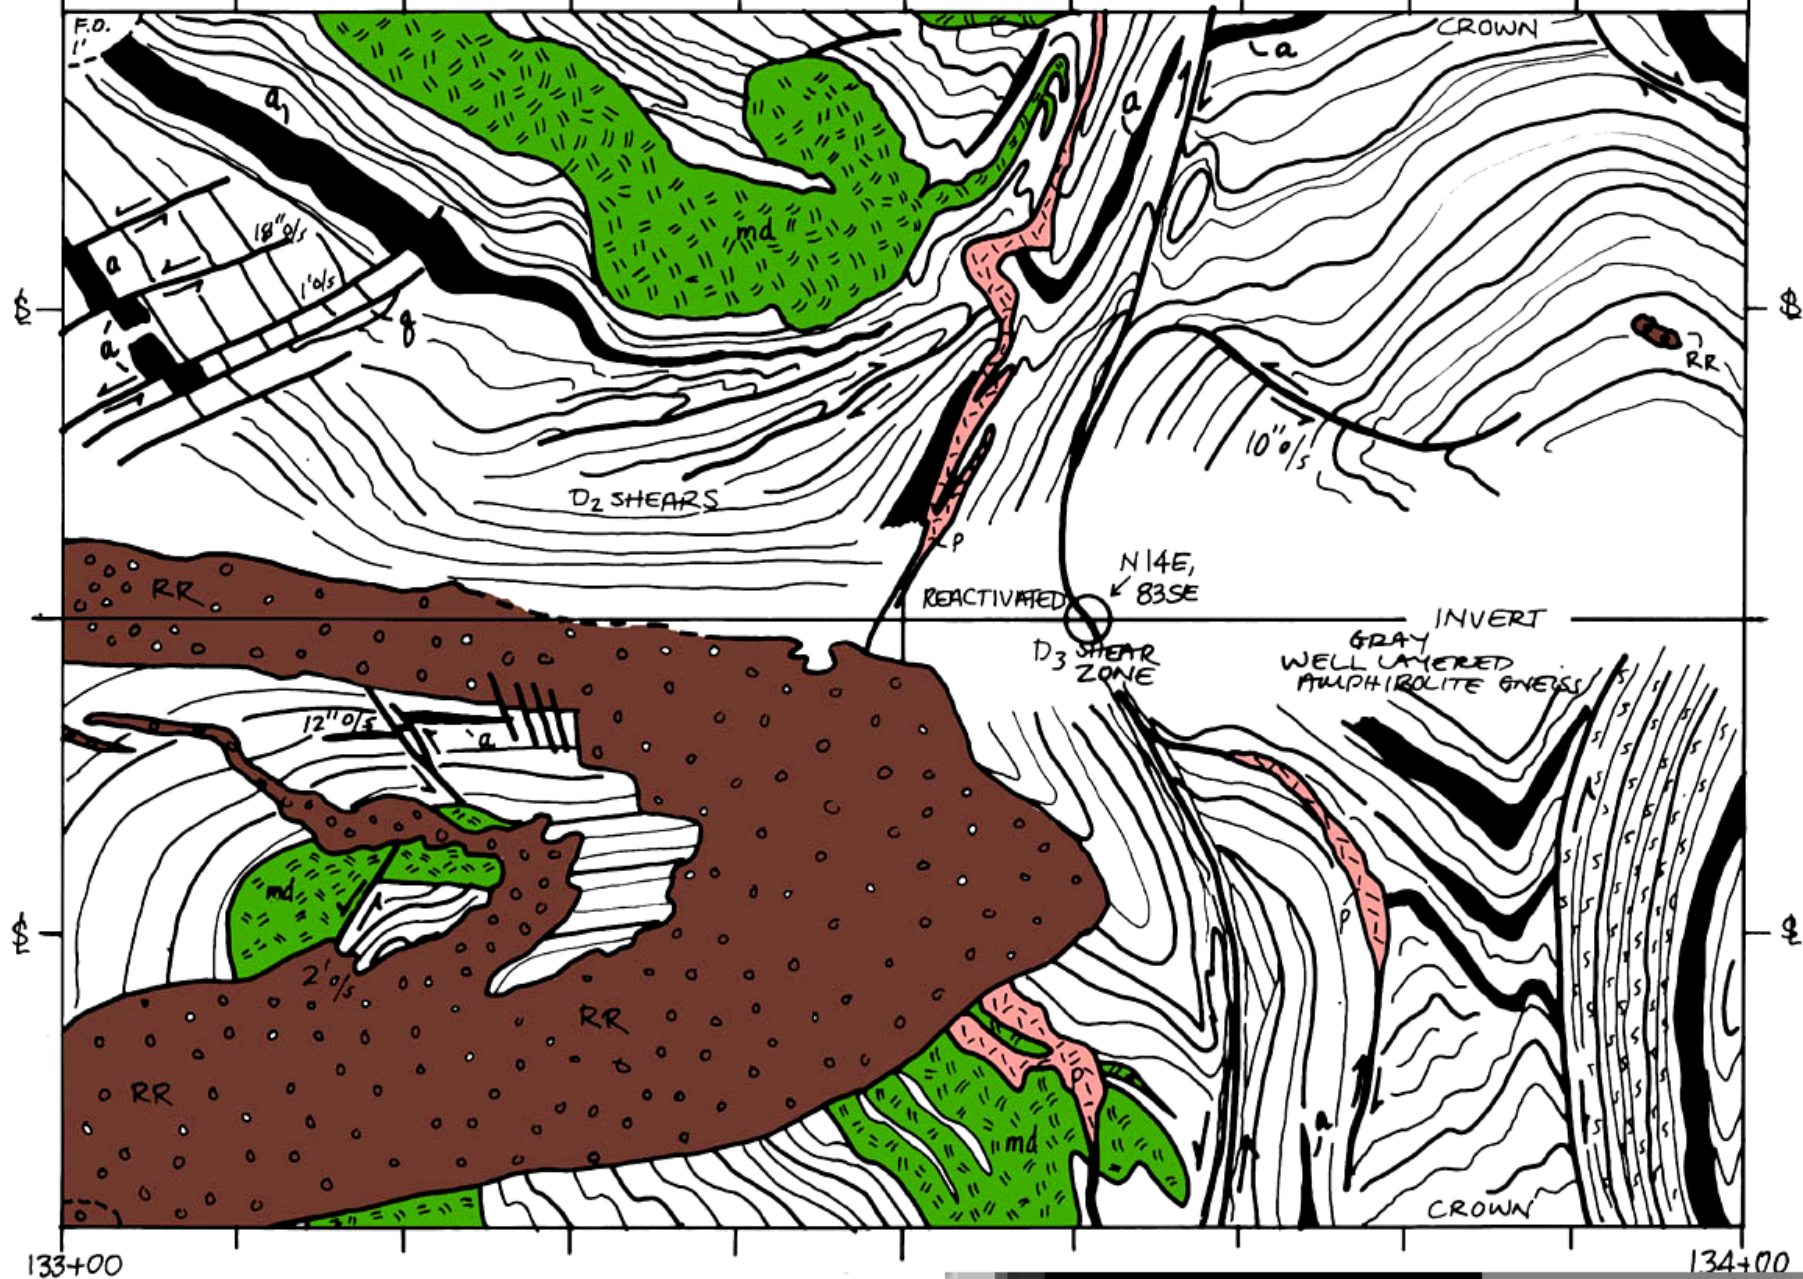 F.O.
1'
CROWN
a
a
a,
18" o/s
md
a
1' o/s
g
a
RR
10" o/s
D2 SHEARS
P
N14E,
83SE
RR
REACTIVATED
INVERT
D3 SHEAR
ZONE
GRAY
WELL LAYERED
AMPHIBOLITE GNEISS
12" o/s
a
md
P
2' o/s
RR
RR
P
md
a
CROWN
133+00
134+00